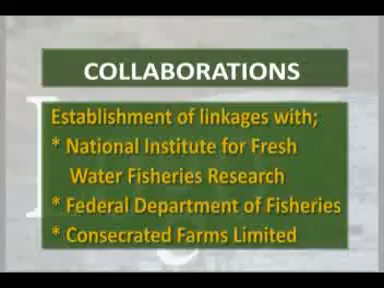 COLLABORATIONS
Establishment of linkages with;
* National Institute for Fresh
Water Fisheries Research
* Federal Department of Fisheries
* Consecrated Farms Limited